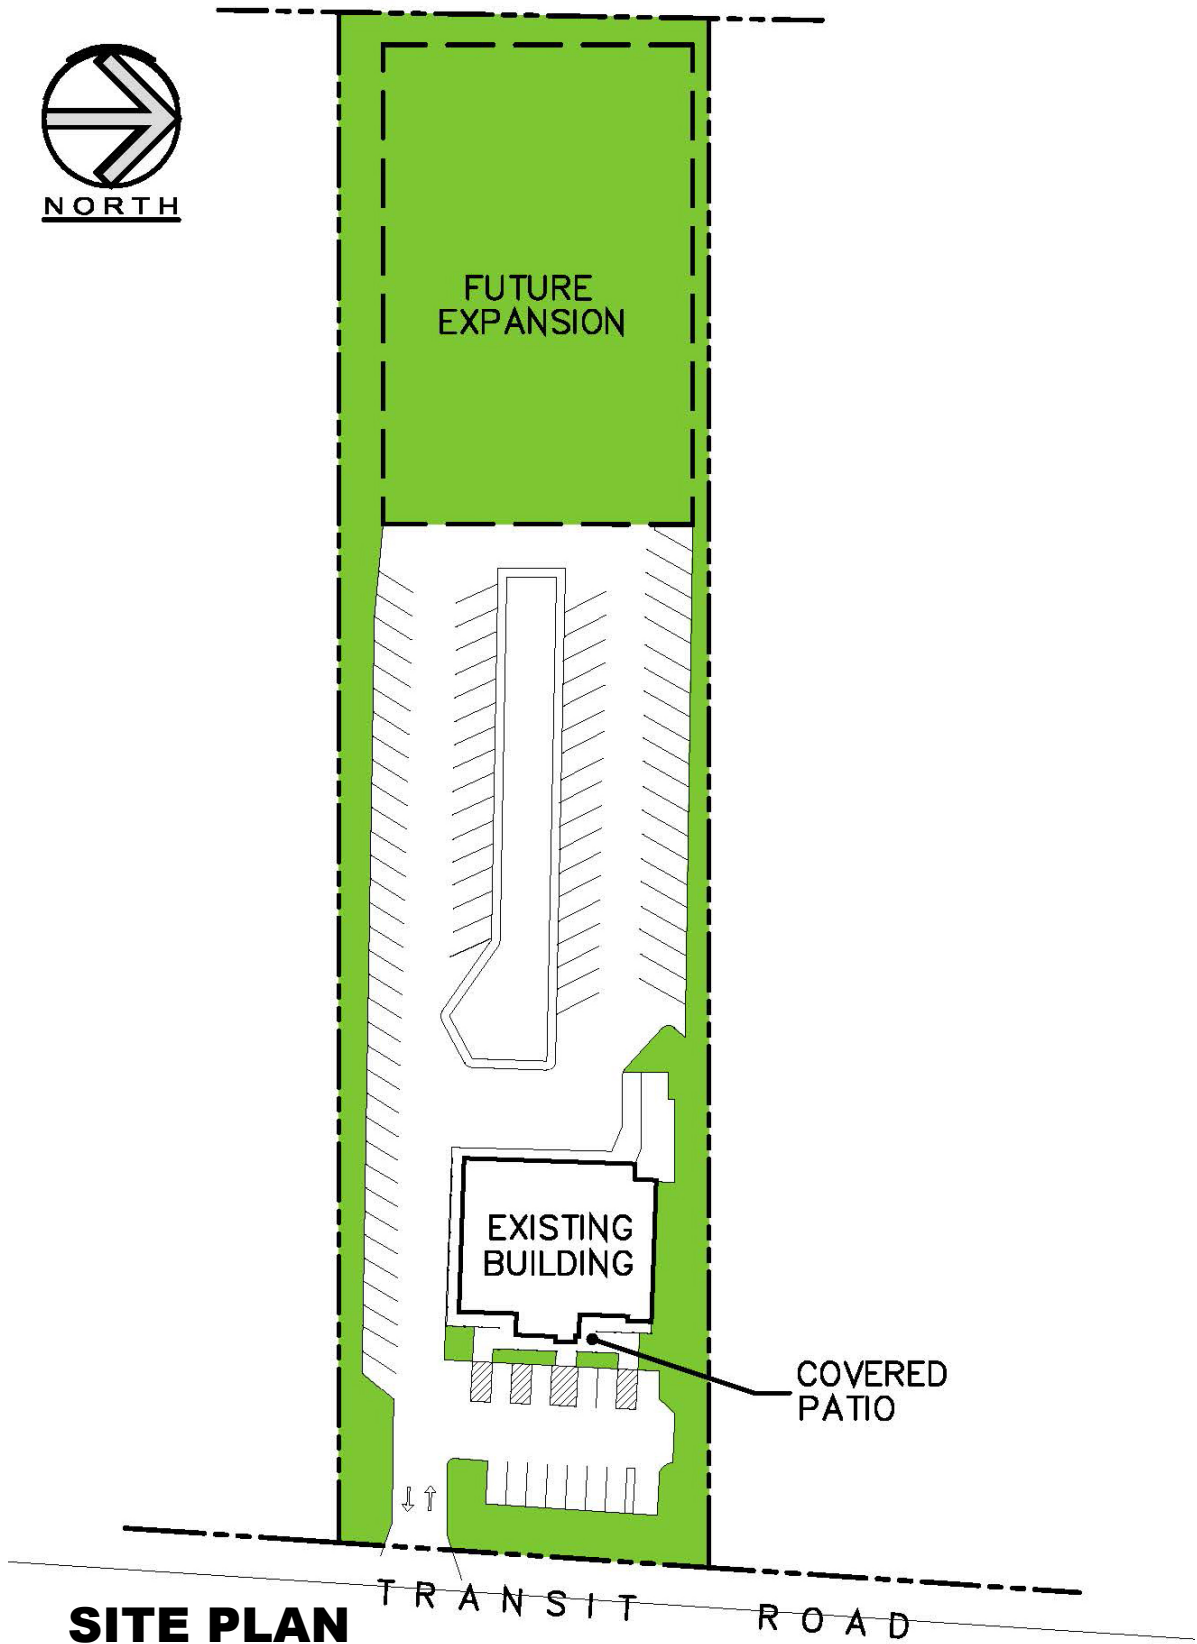 NORTH
FUTURE
EXPANSION
EXISTING
BUILDING
COVERED
PATIO
TRANSIT ROAD
SITE PLAN